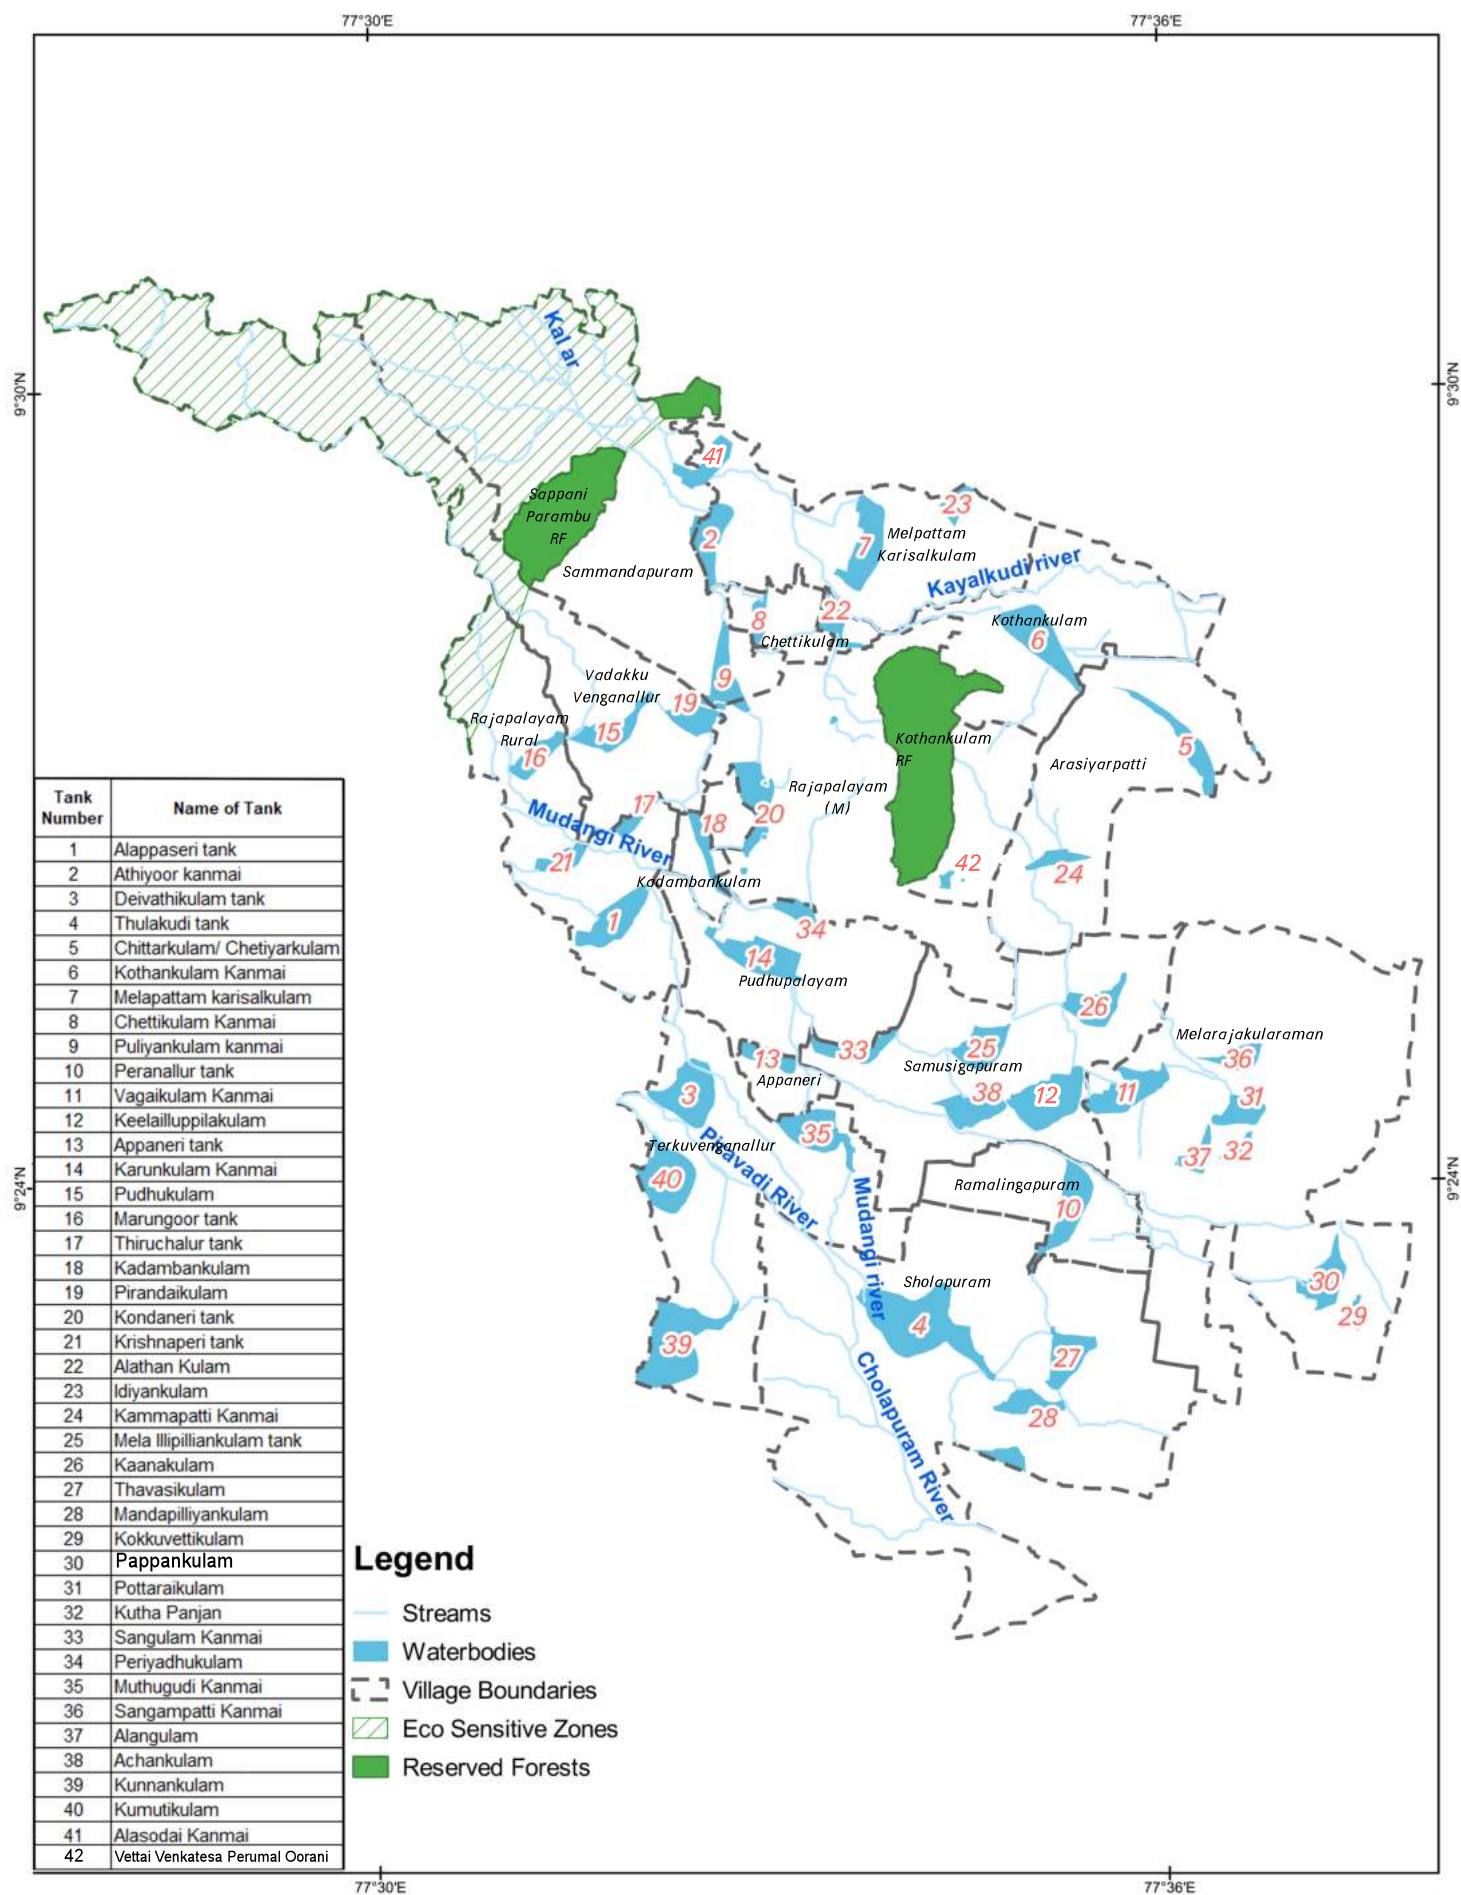 77°30'E
77°36'E
9°30'N
9°30'N
Kalar
41
Sappani
Parambu
RF
23
2
7
Melpattam
Karisalkulam
Sammandapuram
Kayalkudi river
8
22
Kothankulam
6
Chettikulam
Vadakku
Venganallur
9
19
Rajapalayam
Rural
15
16
Kothankulam
RF
5
Arasiyarpatti
Rajapalayam
(M)
17
18
20
Mudangi River
21
42
24
Kadambankulam
1
34
14
Pudhupalayam
26
Melarajakularaman
13
33
25
36
Samusigapuram
Appaneri
3
38
12
11
31
35
Terkuvenganallur
37
32
Piravadi River
40
Ramalingapuram
10
Mudangi river
Sholapuram
30
29
4
39
27
Cholapuram River
28
9°24'N
9°24'N
Tank Number Name of Tank
1 Alappaseri tank
2 Athiyoor kanmai
3 Deivathikulam tank
4 Thulakudi tank
5 Chittarkulam/ Chetiyarkulam
6 Kothankulam Kanmai
7 Melapattam karisalkulam
8 Chettikulam Kanmai
9 Puliyankulam kanmai
10 Peranallur tank
11 Vagaikulam Kanmai
12 Keelailluppilakulam
13 Appaneri tank
14 Karunkulam Kanmai
15 Pudhukulam
16 Marungoor tank
17 Thiruchalur tank
18 Kadambankulam
19 Pirandaikulam
20 Kondaneri tank
21 Krishnaperi tank
22 Alathan Kulam
23 Idiyankulam
24 Kammapatti Kanmai
25 Mela Illipilliankulam tank
26 Kaanakulam
27 Thavasikulam
28 Mandapilliyankulam
29 Kokkuvettikulam
30 Pappankulam
31 Pottaraikulam
32 Kutha Panjan
33 Sangulam Kanmai
34 Periyadhukulam
35 Muthugudi Kanmai
36 Sangampatti Kanmai
37 Alangulam
38 Achankulam
39 Kunnankulam
40 Kumutikulam
41 Alasodai Kanmai
42 Vettai Venkatesa Perumal Oorani
Legend
Streams
Waterbodies
Village Boundaries
Eco Sensitive Zones
Reserved Forests
77°30'E
77°36'E